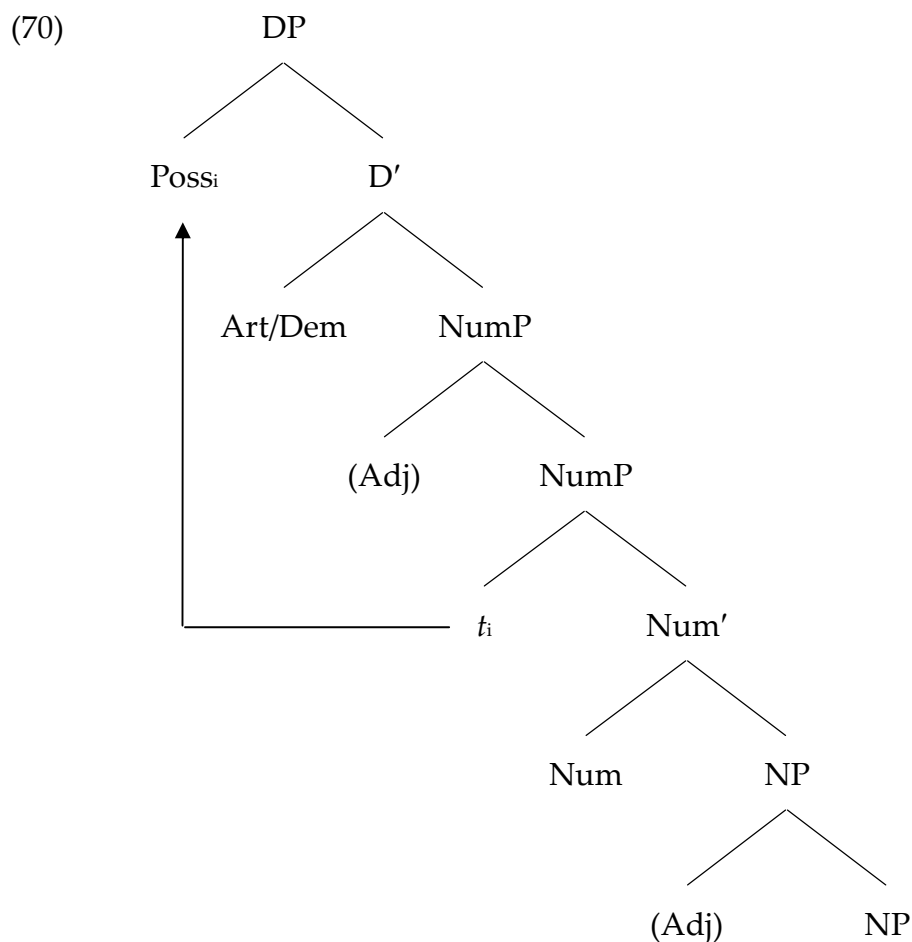 (70) DP
Possi D′
Art/Dem NumP
(Adj) NumP
ti Num′
Num NP
(Adj) NP